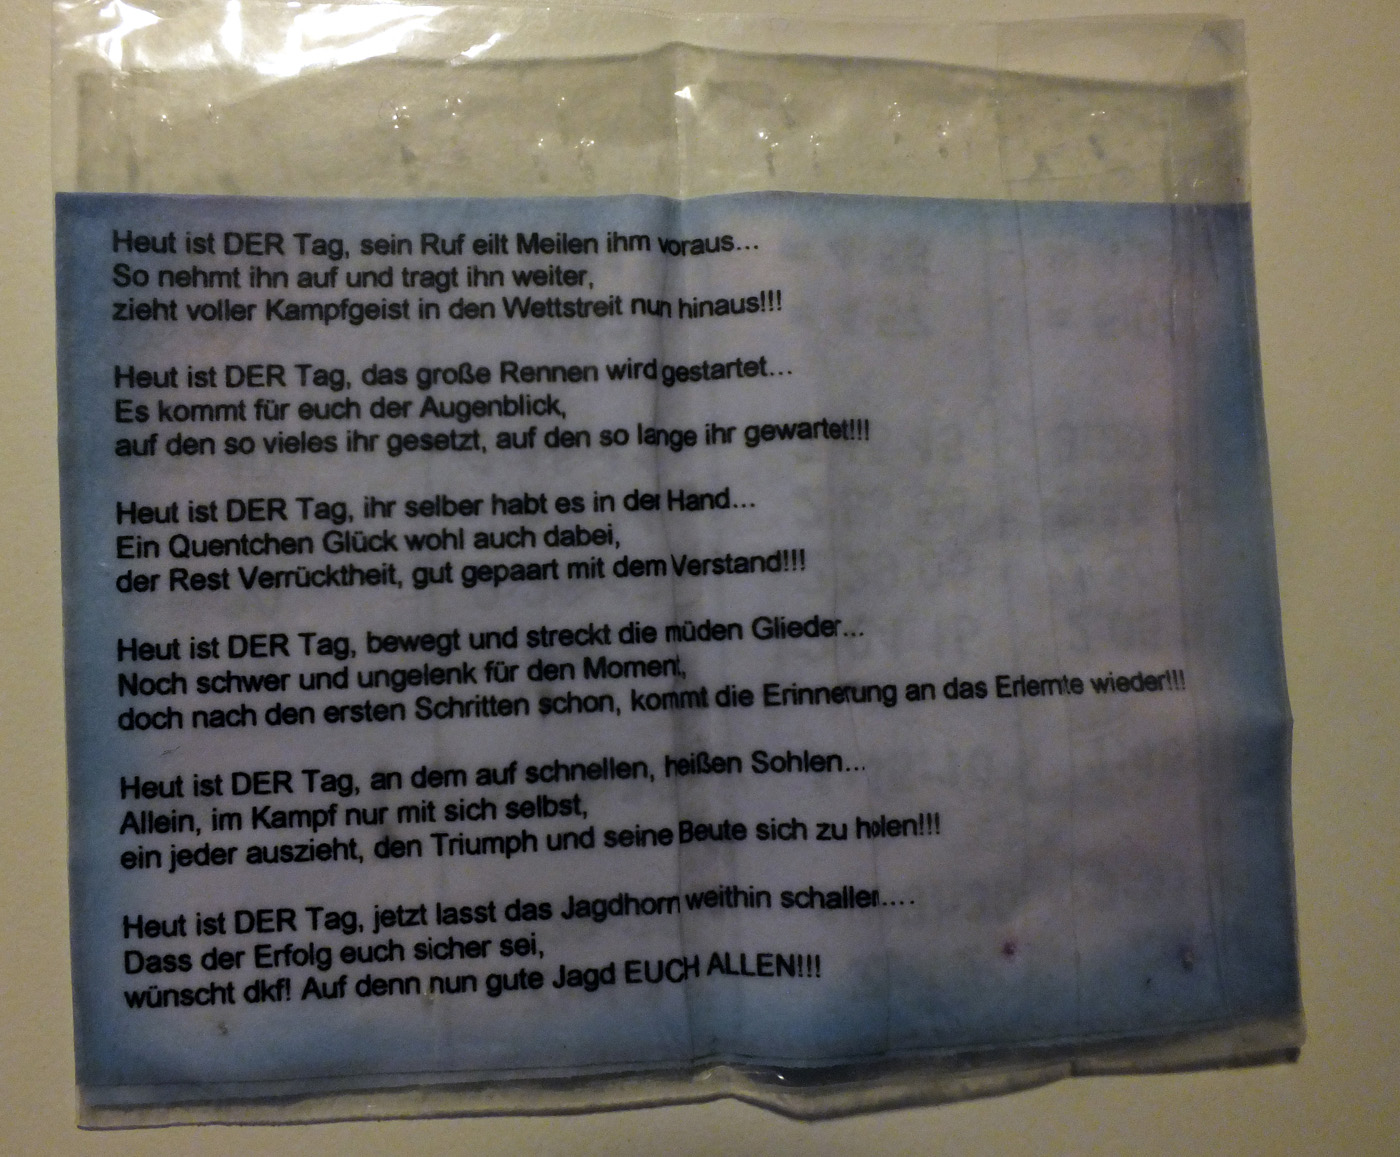 Heut ist DER Tag, sein Ruf eilt Meilen ihm voraus...
So nehmt ihn auf und tragt ihn weiter,
zieht voller Kampfgeist in den Wettstreit nun hinaus!!!
Heut ist DER Tag, das große Rennen wird gestartet...
Es kommt für euch der Augenblick,
auf den so vieles ihr gesetzt, auf den so lange ihr gewartet!!!
Heut ist DER Tag, ihr selber habt es in der Hand...
Ein Quentchen Glück wohl auch dabei,
der Rest Verrücktheit, gut gepaart mit dem Verstand!!!
Heut ist DER Tag, bewegt und streckt die müden Glieder...
Noch schwer und ungelenk für den Moment,
doch nach den ersten Schritten schon, kommt die Erinnerung an das Erlernte wieder!!!
Heut ist DER Tag, an dem auf schnellen, heißen Sohlen...
Allein, im Kampf nur mit sich selbst,
ein jeder auszieht, den Triumph und seine Beute sich zu holen!!!
Heut ist DER Tag, jetzt lasst das Jagdhorn weithin schallen....
Dass der Erfolg euch sicher sei,
wünscht dkf! Auf denn nun gute Jagd EUCH ALLEN!!!